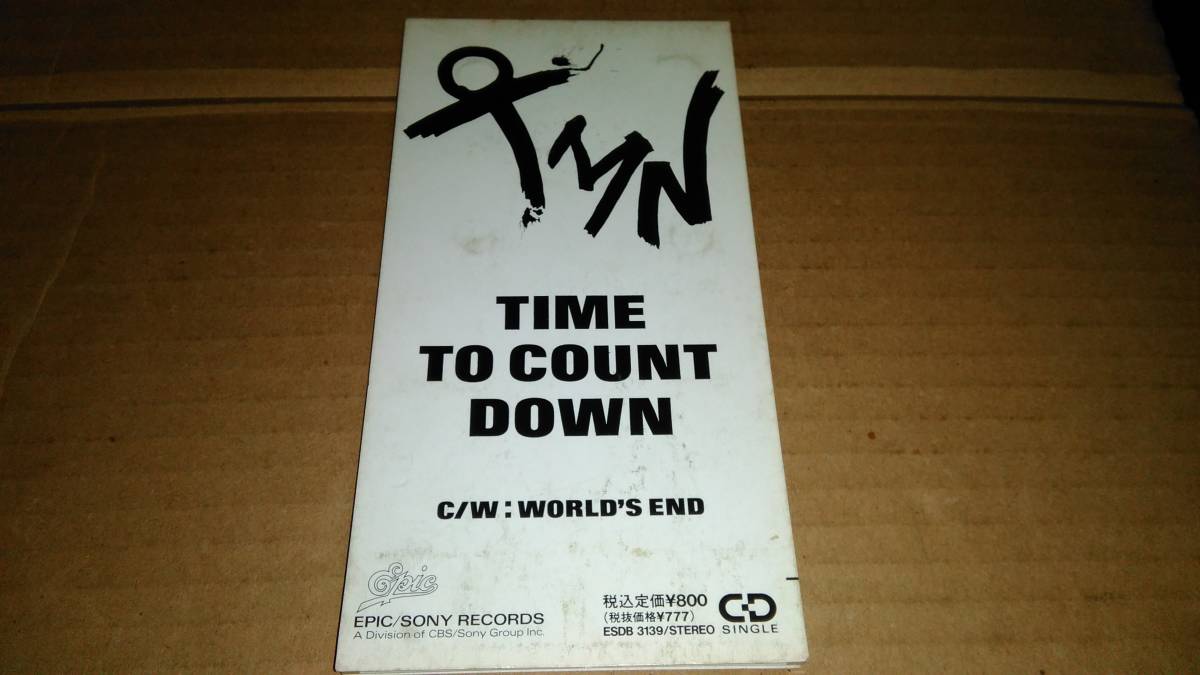 TMN
TIME
TO COUNT
DOWN
C/W : WORLD'S END
Epic
EPIC/SONY RECORDS
A Division of CBS/Sony Group Inc.
税込定価¥800
(税抜価格¥777)
ESDB 3139/STEREO
CD
SINGLE